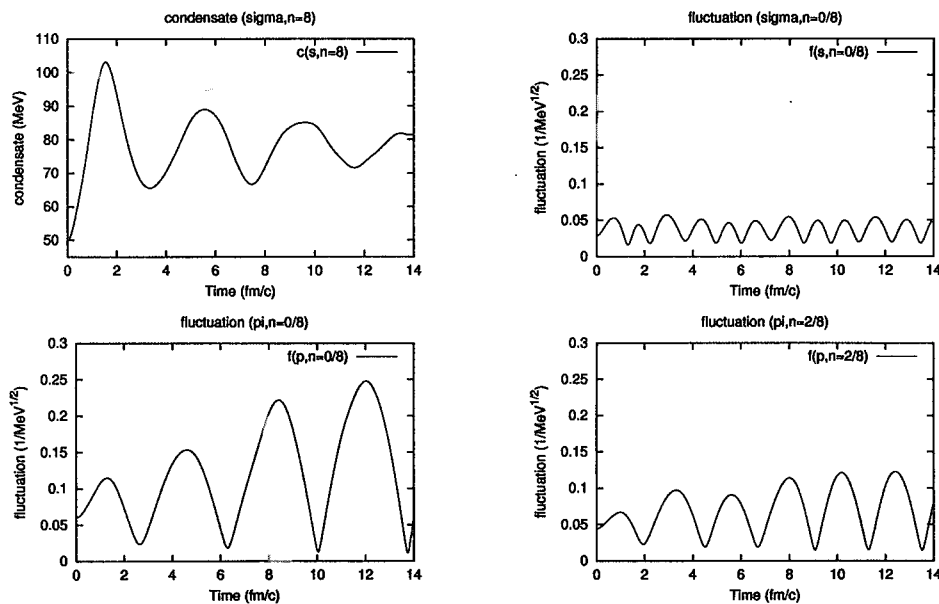 condensate (sigma,n=8)
110
100
90
80
70
60
50
condensate (MeV)
c(s,n=8)
0 2 4 6 8 10 12 14
Time (fm/c)
fluctuation (sigma,n=0/8)
0.3
0.25
0.2
0.15
0.1
0.05
0
fluctuation (1/MeV^1/2)
f(s,n=0/8)
0 2 4 6 8 10 12 14
Time (fm/c)
fluctuation (pi,n=0/8)
0.3
0.25
0.2
0.15
0.1
0.05
0
fluctuation (1/MeV^1/2)
f(p,n=0/8)
0 2 4 6 8 10 12 14
Time (fm/c)
fluctuation (pi,n=2/8)
0.3
0.25
0.2
0.15
0.1
0.05
0
fluctuation (1/MeV^1/2)
f(p,n=2/8)
0 2 4 6 8 10 12 14
Time (fm/c)